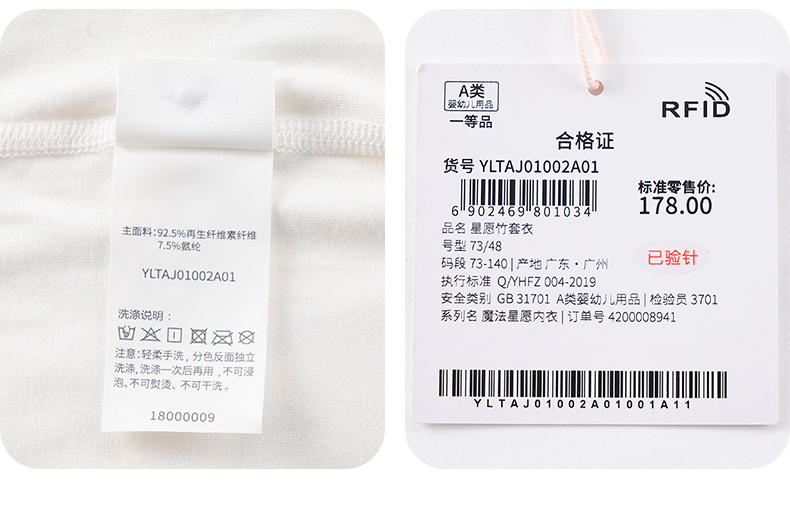 主面料:92.5%再生纤维素纤维
7.5%氨纶
YLTAJ01002A01
洗涤说明:
注意:轻柔手洗,分色反面独立
洗涤,洗涤一次后再用,不可浸
泡、不可熨烫、不可干洗。
18000009
A类
婴幼儿用品
一等品
RFID
合格证
货号 YLTAJ01002A01
6 902469 801034
标准零售价:
178.00
品名 星愿竹套衣
号型 73/48
码段 73-140 | 产地 广东·广州
已验针
执行标准 Q/YHFZ 004-2019
安全类别 GB 31701 A类婴幼儿用品 | 检验员 3701
系列名 魔法星愿内衣 | 订单号 4200008941
YLTAJ01002A01001A11